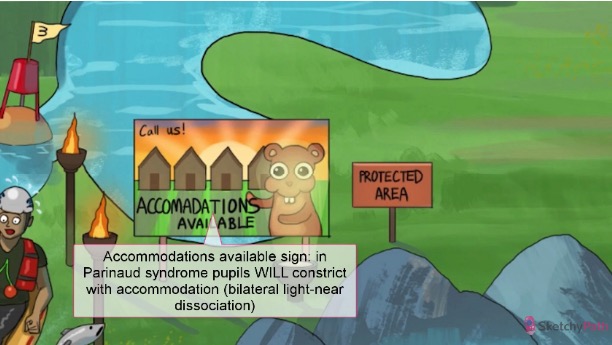 3
Call us!
ACCOMADATIONS
AVAILABLE
PROTECTED
AREA
Accommodations available sign: in
Parinaud syndrome pupils WILL constrict
with accommodation (bilateral light-near
dissociation)